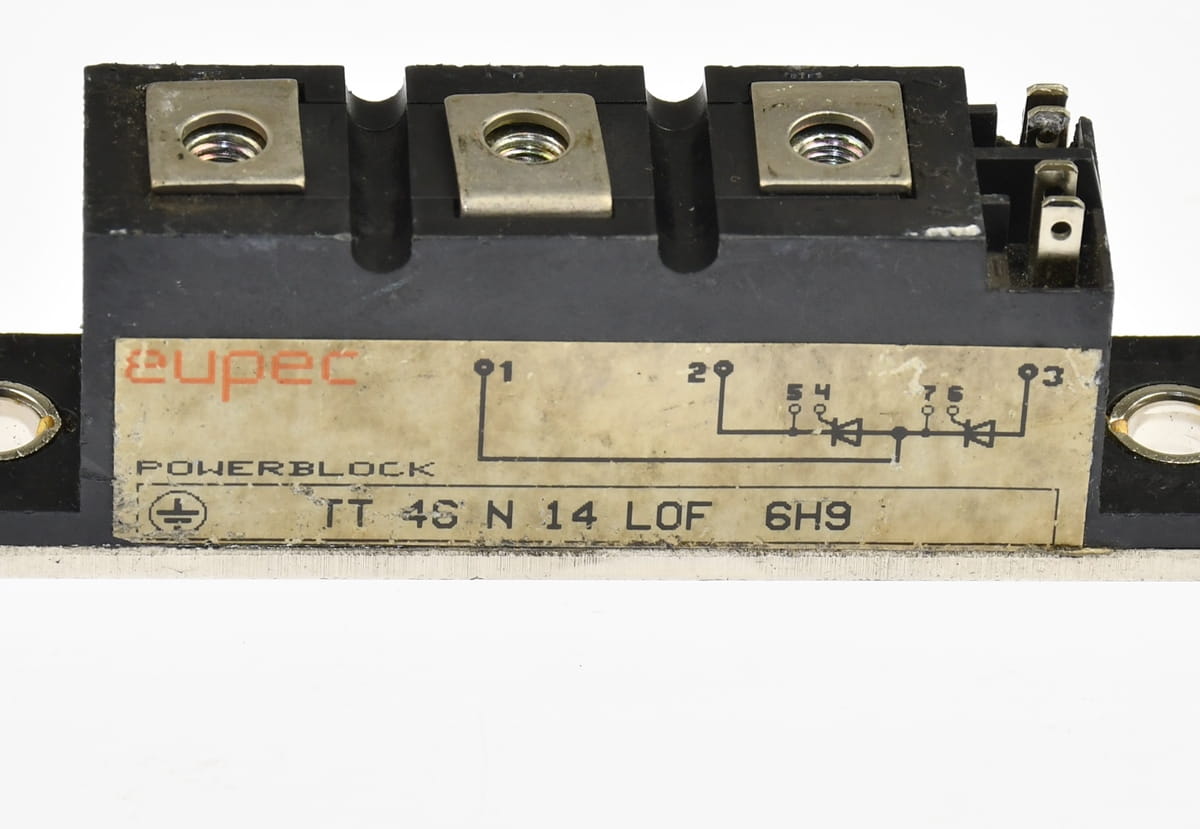 eupec
1
2
3
5 4
7 6
POWERBLOCK
TT 46 N 14 LOF 6H9